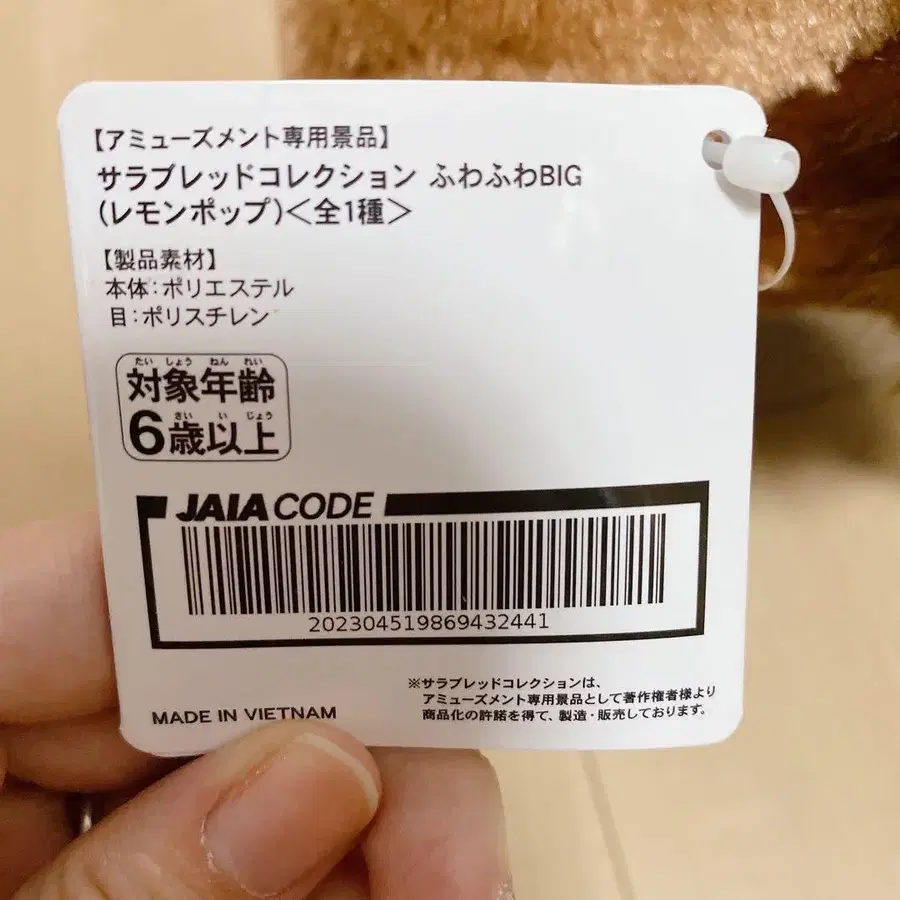 【アミューズメント専用景品】
サラブレッドコレクション ふわふわBIG
(レモンポップ)＜全1種＞
【製品素材】
本体：ポリエステル
目：ポリスチレン
たい しょう ねん れい
対象年齢
さい い じょう
6歳以上
JAIA CODE
202304519869432441
※サラブレッドコレクションは、
アミューズメント専用景品として著作権者様より
商品化の許諾を得て、製造・販売しております。
MADE IN VIETNAM